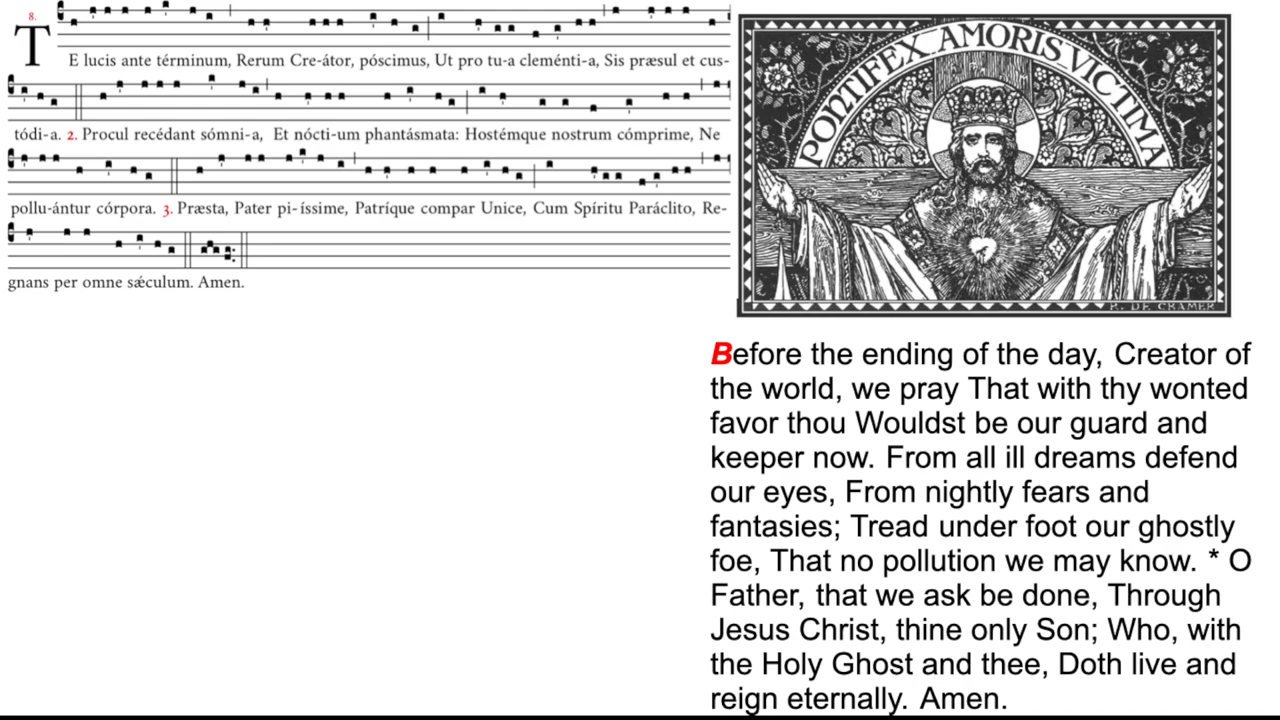 8.
TE lucis ante términum, Rerum Cre-átor, póscimus, Ut pro tu-a cleménti-a, Sis præsul et cus-
tódi-a. 2. Procul recédant sómni-a, Et nócti-um phantásmata: Hostémque nostrum cómprime, Ne
pollu-ántur córpora. 3. Præsta, Pater pi-íssime, Patríque compar Unice, Cum Spíritu Paráclito, Re-
gnans per omne sǽculum. Amen.
PONTIFEX AMORIS VICTIMA
R. DE CRAMER
Before the ending of the day, Creator of
the world, we pray That with thy wonted
favor thou Wouldst be our guard and
keeper now. From all ill dreams defend
our eyes, From nightly fears and
fantasies; Tread under foot our ghostly
foe, That no pollution we may know. * O
Father, that we ask be done, Through
Jesus Christ, thine only Son; Who, with
the Holy Ghost and thee, Doth live and
reign eternally. Amen.